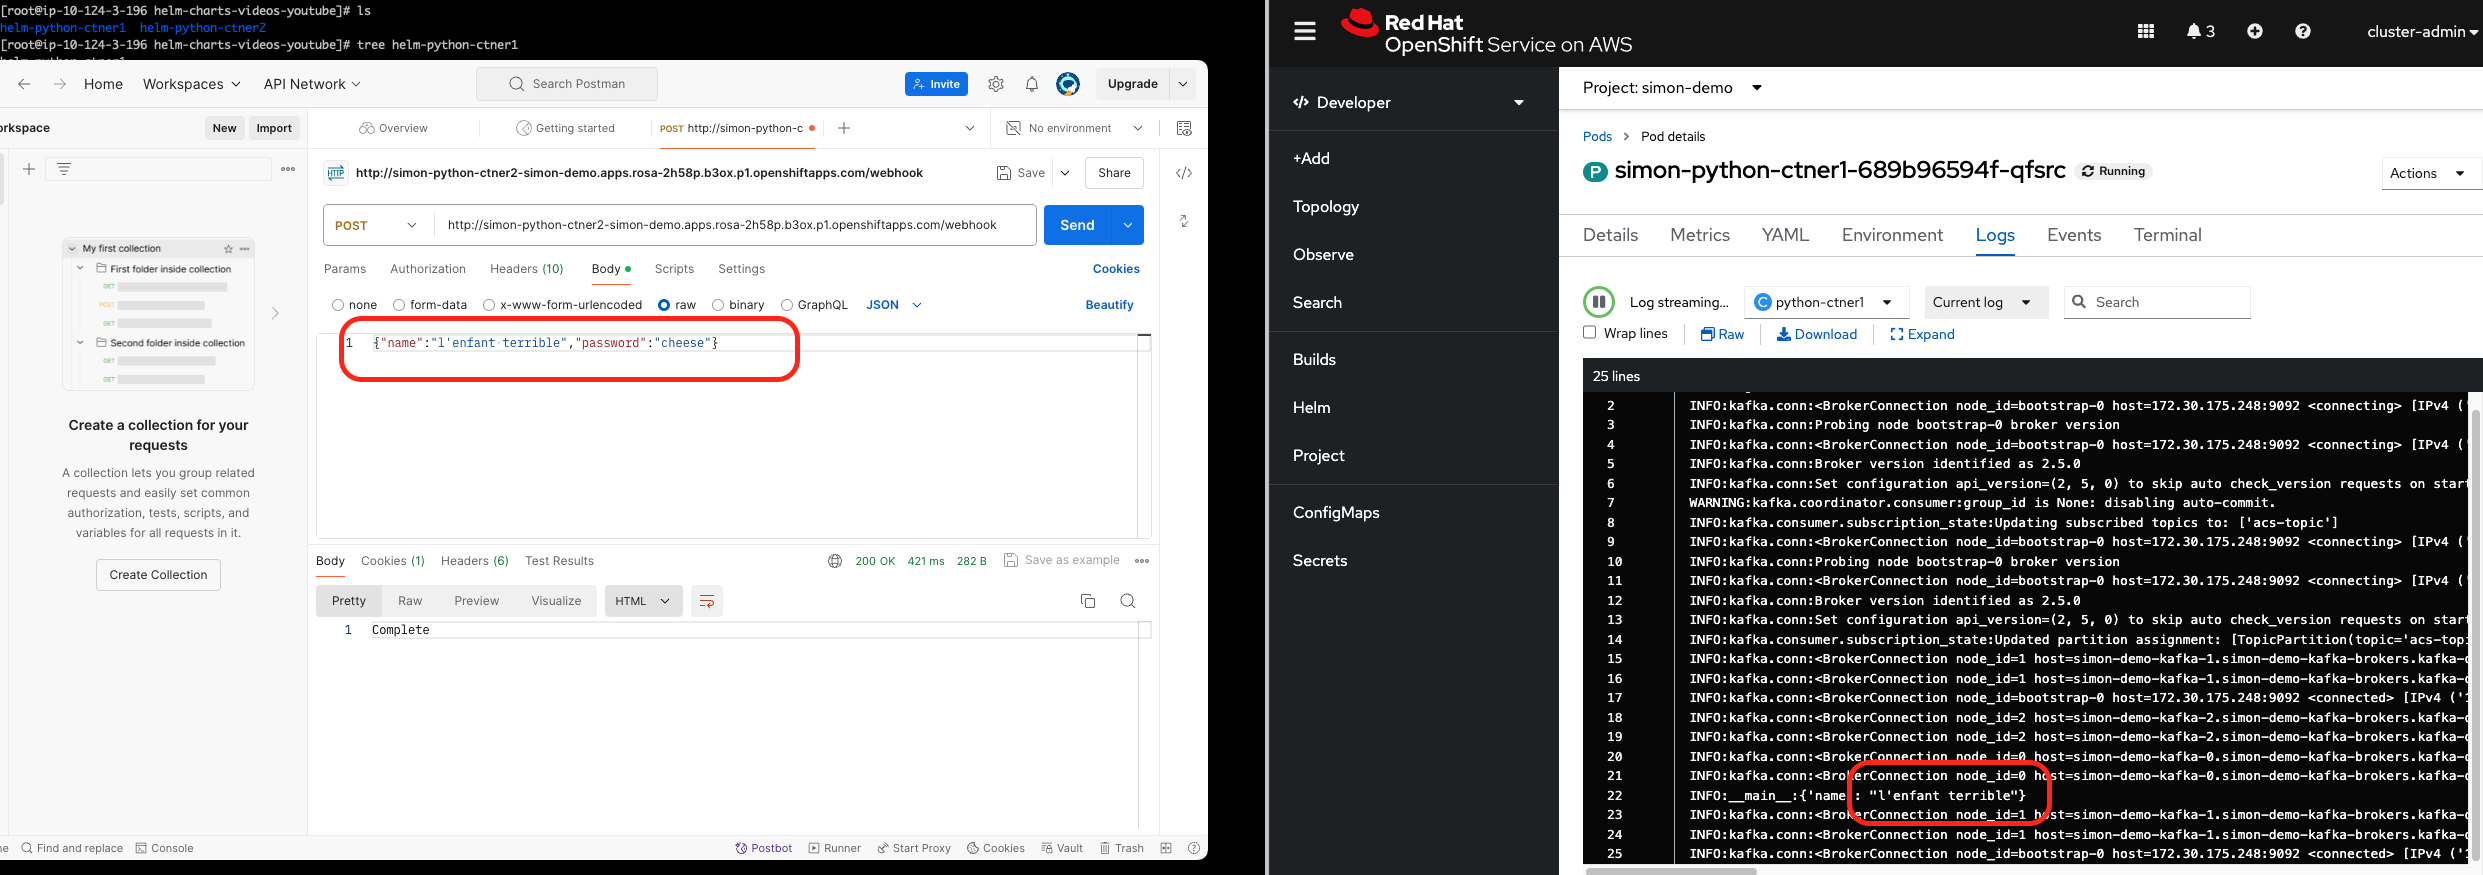 [root@ip-10-124-3-196 helm-charts-videos-youtube]# ls
helm-python-ctner1 helm-python-ctner2
[root@ip-10-124-3-196 helm-charts-videos-youtube]# tree helm-python-ctner1
Home Workspaces API Network
Search Postman
Invite
Upgrade
New Import
Overview
Getting started
POST http://simon-python-c
No environment
HTTP http://simon-python-ctner2-simon-demo.apps.rosa-2h58p.b3ox.p1.openshiftapps.com/webhook
Save
Share
POST
http://simon-python-ctner2-simon-demo.apps.rosa-2h58p.b3ox.p1.openshiftapps.com/webhook
Send
Params Authorization Headers (10) Body Scripts Settings
Cookies
none form-data x-www-form-urlencoded raw binary GraphQL JSON
Beautify
1 {"name":"l'enfant terrible","password":"cheese"}
My first collection
First folder inside collection
GET
POST
GET
Second folder inside collection
GET
GET
Create a collection for your
requests
A collection lets you group related
requests and easily set common
authorization, tests, scripts, and
variables for all requests in it.
Create Collection
Body Cookies (1) Headers (6) Test Results
200 OK 421 ms 282 B
Save as example
Pretty Raw Preview Visualize HTML
1 Complete
Find and replace Console
Postbot Runner Start Proxy Cookies Vault Trash
Red Hat
OpenShift Service on AWS
3
cluster-admin
Developer
+Add
Topology
Observe
Search
Builds
Helm
Project
ConfigMaps
Secrets
Project: simon-demo
Pods Pod details
P simon-python-ctner1-689b96594f-qfsrc Running
Actions
Details Metrics YAML Environment Logs Events Terminal
Log streaming...
C python-ctner1
Current log
Search
Wrap lines Raw Download Expand
25 lines
2 INFO:kafka.conn:<BrokerConnection node_id=bootstrap-0 host=172.30.175.248:9092 <connecting> [IPv4 ('
3 INFO:kafka.conn:Probing node bootstrap-0 broker version
4 INFO:kafka.conn:<BrokerConnection node_id=bootstrap-0 host=172.30.175.248:9092 <connecting> [IPv4 ('
5 INFO:kafka.conn:Broker version identified as 2.5.0
6 INFO:kafka.conn:Set configuration api_version=(2, 5, 0) to skip auto check_version requests on start
7 WARNING:kafka.coordinator.consumer:group_id is None: disabling auto-commit.
8 INFO:kafka.consumer.subscription_state:Updating subscribed topics to: ['acs-topic']
9 INFO:kafka.conn:<BrokerConnection node_id=bootstrap-0 host=172.30.175.248:9092 <connecting> [IPv4 ('
10 INFO:kafka.conn:Probing node bootstrap-0 broker version
11 INFO:kafka.conn:<BrokerConnection node_id=bootstrap-0 host=172.30.175.248:9092 <connecting> [IPv4 ('
12 INFO:kafka.conn:Broker version identified as 2.5.0
13 INFO:kafka.conn:Set configuration api_version=(2, 5, 0) to skip auto check_version requests on start
14 INFO:kafka.consumer.subscription_state:Updated partition assignment: [TopicPartition(topic='acs-topi
15 INFO:kafka.conn:<BrokerConnection node_id=1 host=simon-demo-kafka-1.simon-demo-kafka-brokers.kafka-d
16 INFO:kafka.conn:<BrokerConnection node_id=1 host=simon-demo-kafka-1.simon-demo-kafka-brokers.kafka-d
17 INFO:kafka.conn:<BrokerConnection node_id=bootstrap-0 host=172.30.175.248:9092 <connected> [IPv4 ('1
18 INFO:kafka.conn:<BrokerConnection node_id=2 host=simon-demo-kafka-2.simon-demo-kafka-brokers.kafka-d
19 INFO:kafka.conn:<BrokerConnection node_id=2 host=simon-demo-kafka-2.simon-demo-kafka-brokers.kafka-d
20 INFO:kafka.conn:<BrokerConnection node_id=0 host=simon-demo-kafka-0.simon-demo-kafka-brokers.kafka-d
21 INFO:kafka.conn:<BrokerConnection node_id=0 host=simon-demo-kafka-0.simon-demo-kafka-brokers.kafka-d
22 INFO:__main__:{'name': "l'enfant terrible"}
23 INFO:kafka.conn:<BrokerConnection node_id=1 host=simon-demo-kafka-1.simon-demo-kafka-brokers.kafka-d
24 INFO:kafka.conn:<BrokerConnection node_id=1 host=simon-demo-kafka-1.simon-demo-kafka-brokers.kafka-d
25 INFO:kafka.conn:<BrokerConnection node_id=bootstrap-0 host=172.30.175.248:9092 <connected> [IPv4 ('1